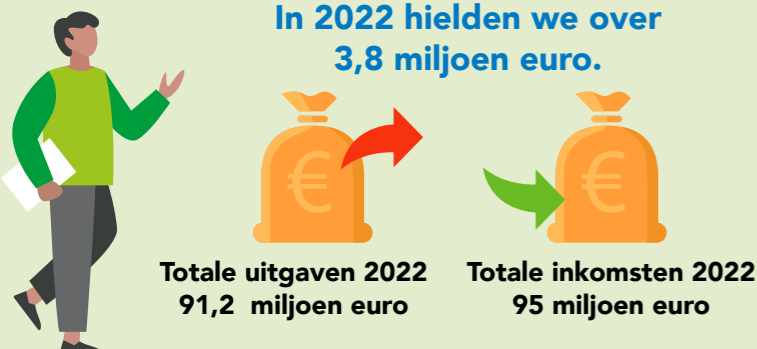 In 2022 hielden we over
3,8 miljoen euro.
€
€
Totale uitgaven 2022
91,2 miljoen euro
Totale inkomsten 2022
95 miljoen euro